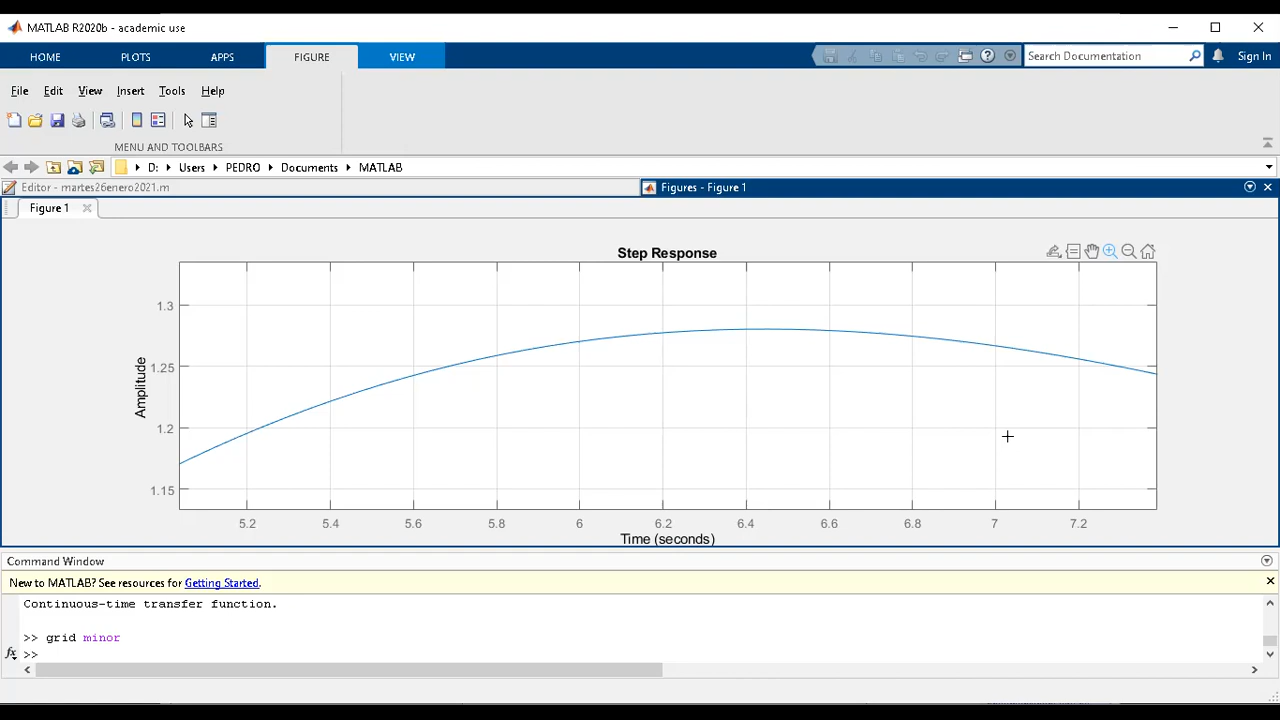 MATLAB R2020b - academic use
HOME PLOTS APPS FIGURE VIEW Search Documentation Sign In
File Edit View Insert Tools Help
MENU AND TOOLBARS
D: Users PEDRO Documents MATLAB
Editor - martes26enero2021.m Figures - Figure 1
Figure 1
Step Response
1.3
1.25
1.2
1.15
Amplitude
5.2 5.4 5.6 5.8 6 6.2 6.4 6.6 6.8 7 7.2
Time (seconds)
Command Window
New to MATLAB? See resources for Getting Started.
Continuous-time transfer function.
>> grid minor
fx >>